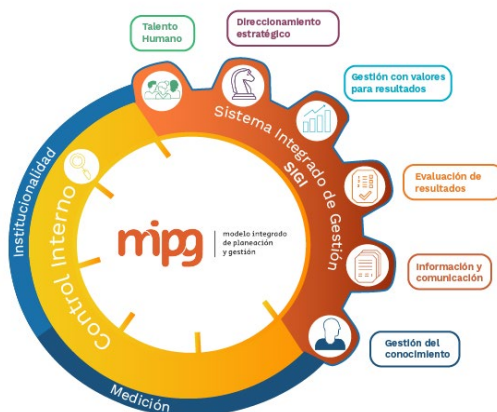 Talento
Humano
Direccionamiento
estratégico
Gestión con valores
para resultados
Evaluación de
resultados
Información y
comunicación
Gestión del
conocimiento
Sistema Integrado de Gestión
SIGI
Institucionalidad
Control Interno
Medición
mipg
modelo integrado
de planeación
y gestión